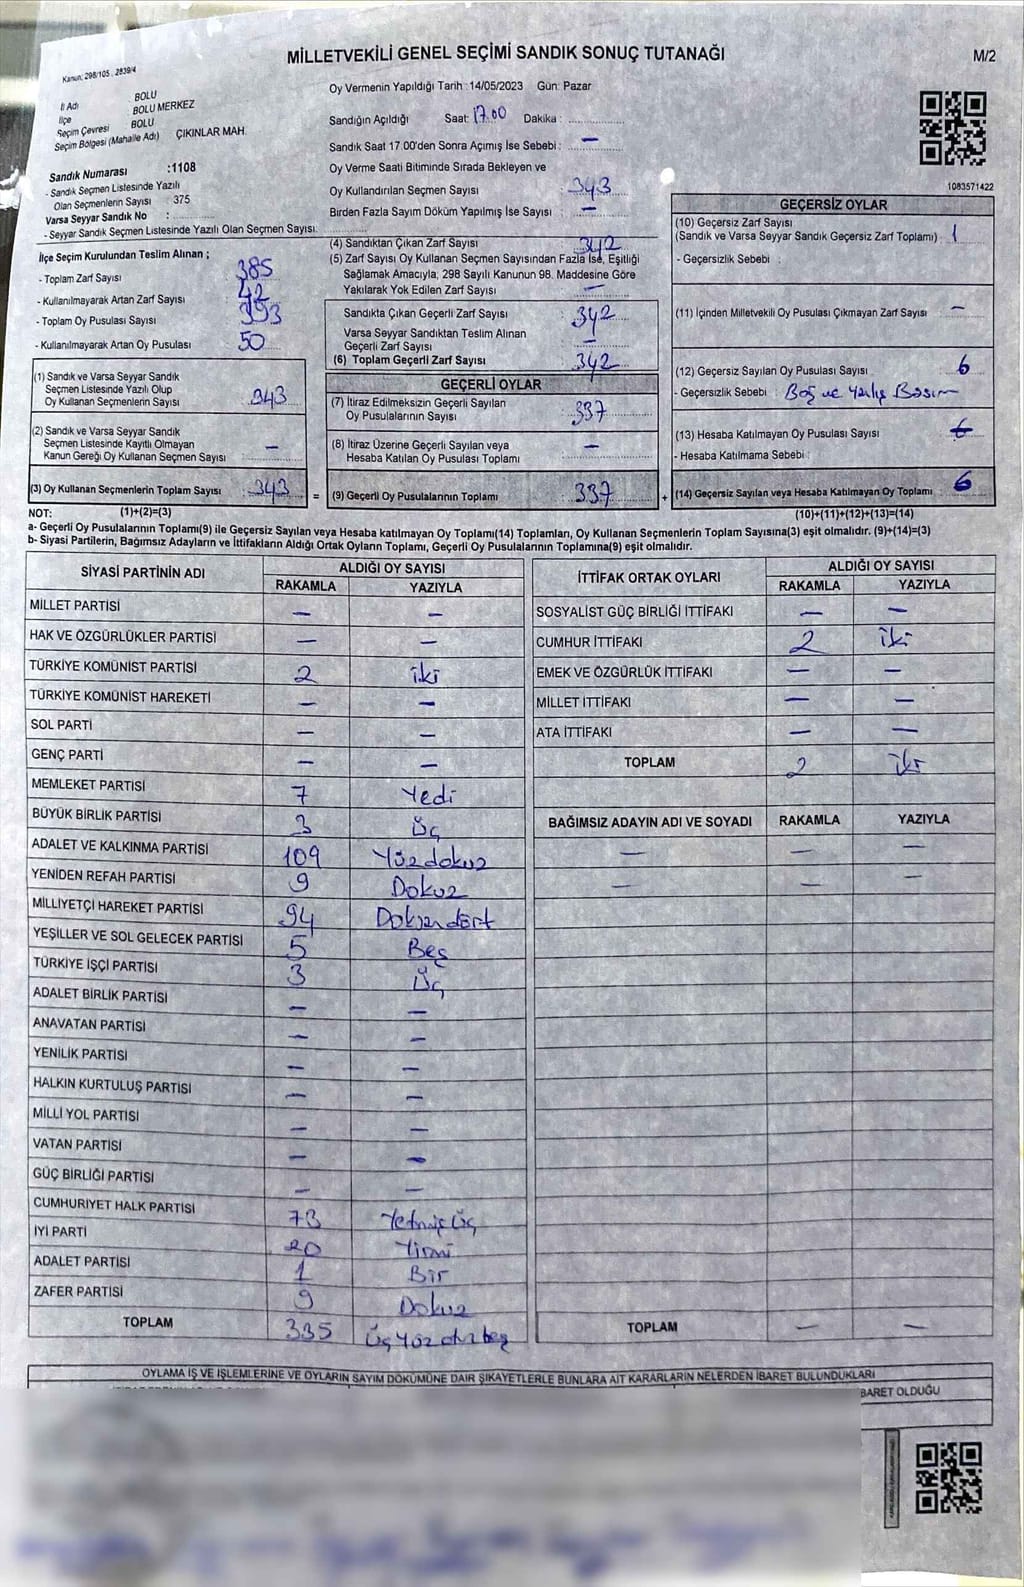 MİLLETVEKİLİ GENEL SEÇİMİ SANDIK SONUÇ TUTANAĞI
M/2
Kanun: 298/105 , 2839/4
İl Adı BOLU
İlçe BOLU MERKEZ
Seçim Çevresi BOLU
Seçim Bölgesi (Mahalle Adı) ÇIKINLAR MAH.
Sandık Numarası :1108
- Sandık Seçmen Listesinde Yazılı
Olan Seçmenlerin Sayısı 375
Varsa Seyyar Sandık No :
- Seyyar Sandık Seçmen Listesinde Yazılı Olan Seçmen Sayısı:
Oy Vermenin Yapıldığı Tarih :14/05/2023 Gün: Pazar
Sandığın Açıldığı Saat: 17.00 Dakika :
Sandık Saat 17.00'den Sonra Açımış İse Sebebi : —
Oy Verme Saati Bitiminde Sırada Bekleyen ve
Oy Kullandırılan Seçmen Sayısı 343
Birden Fazla Sayım Döküm Yapılmış İse Sayısı : —
1083571422
İlçe Seçim Kurulundan Teslim Alınan ;
- Toplam Zarf Sayısı 385
- Kullanılmayarak Artan Zarf Sayısı 42
- Toplam Oy Pusulası Sayısı 393
- Kullanılmayarak Artan Oy Pusulası 50
(1) Sandık ve Varsa Seyyar Sandık
Seçmen Listesinde Yazılı Olup
Oy Kullanan Seçmenlerin Sayısı 343
(2) Sandık ve Varsa Seyyar Sandık
Seçmen Listesinde Kayıtlı Olmayan
Kanun Gereği Oy Kullanan Seçmen Sayısı : —
(3) Oy Kullanan Seçmenlerin Toplam Sayısı : 343 =
(4) Sandıktan Çıkan Zarf Sayısı 342
(5) Zarf Sayısı Oy Kullanan Seçmen Sayısından Fazla İse, Eşitliği
Sağlamak Amacıyla, 298 Sayılı Kanunun 98. Maddesine Göre
Yakılarak Yok Edilen Zarf Sayısı —
Sandıkta Çıkan Geçerli Zarf Sayısı 342
Varsa Seyyar Sandıktan Teslim Alınan
Geçerli Zarf Sayısı —
(6) Toplam Geçerli Zarf Sayısı 342
GEÇERLİ OYLAR
(7) İtiraz Edilmeksizin Geçerli Sayılan
Oy Pusulalarının Sayısı 337
(8) İtiraz Üzerine Geçerli Sayılan veya
Hesaba Katılan Oy Pusulası Toplamı —
(9) Geçerli Oy Pusulalarının Toplamı 337 +
GEÇERSİZ OYLAR
(10) Geçersiz Zarf Sayısı
(Sandık ve Varsa Seyyar Sandık Geçersiz Zarf Toplamı) 1
- Geçersizlik Sebebi :
(11) İçinden Milletvekili Oy Pusulası Çıkmayan Zarf Sayısı —
(12) Geçersiz Sayılan Oy Pusulası Sayısı 6
- Geçersizlik Sebebi : Boş ve Yanlış Basım
(13) Hesaba Katılmayan Oy Pusulası Sayısı
- Hesaba Katılmama Sebebi :
(14) Geçersiz Sayılan veya Hesaba Katılmayan Oy Toplamı : 6
NOT: (1)+(2)=(3) (10)+(11)+(12)+(13)=(14)
a- Geçerli Oy Pusulalarının Toplamı(9) ile Geçersiz Sayılan veya Hesaba katılmayan Oy Toplamı(14) Toplamları, Oy Kullanan Seçmenlerin Toplam Sayısına(3) eşit olmalıdır. (9)+(14)=(3)
b- Siyasi Partilerin, Bağımsız Adayların ve İttifakların Aldığı Ortak Oyların Toplamı, Geçerli Oy Pusulalarının Toplamına(9) eşit olmalıdır.
SİYASİ PARTİNİN ADI ALDIĞI OY SAYISI
RAKAMLA YAZIYLA
MİLLET PARTİSİ — —
HAK VE ÖZGÜRLÜKLER PARTİSİ — —
TÜRKİYE KOMÜNİST PARTİSİ 2 iki
TÜRKİYE KOMÜNİST HAREKETİ — —
SOL PARTİ — —
GENÇ PARTİ — —
MEMLEKET PARTİSİ 7 Yedi
BÜYÜK BİRLİK PARTİSİ 3 Üç
ADALET VE KALKINMA PARTİSİ 109 Yüzdokuz
YENİDEN REFAH PARTİSİ 9 Dokuz
MİLLİYETÇİ HAREKET PARTİSİ 94 Doksandört
YEŞİLLER VE SOL GELECEK PARTİSİ 5 Beş
TÜRKİYE İŞÇİ PARTİSİ 3 Üç
ADALET BİRLİK PARTİSİ — —
ANAVATAN PARTİSİ — —
YENİLİK PARTİSİ — —
HALKIN KURTULUŞ PARTİSİ — —
MİLLİ YOL PARTİSİ — —
VATAN PARTİSİ — —
GÜÇ BİRLİĞİ PARTİSİ — —
CUMHURİYET HALK PARTİSİ 73 Yetmiş Üç
İYİ PARTİ 20 Yirmi
ADALET PARTİSİ 1 Bir
ZAFER PARTİSİ 9 Dokuz
TOPLAM 335 Üç Yüz otuz beş
İTTİFAK ORTAK OYLARI ALDIĞI OY SAYISI
RAKAMLA YAZIYLA
SOSYALİST GÜÇ BİRLİĞİ İTTİFAKI — —
CUMHUR İTTİFAKI 2 iki
EMEK VE ÖZGÜRLÜK İTTİFAKI — —
MİLLET İTTİFAKI — —
ATA İTTİFAKI — —
TOPLAM 2 iki
BAĞIMSIZ ADAYIN ADI VE SOYADI RAKAMLA YAZIYLA
— — —
— — —
TOPLAM — —
OYLAMA İŞ VE İŞLEMLERİNE VE OYLARIN SAYIM DÖKÜMÜNE DAİR ŞİKAYETLERLE BUNLARA AİT KARARLARIN NELERDEN İBARET BULUNDUKLARI
BARET OLDUĞU